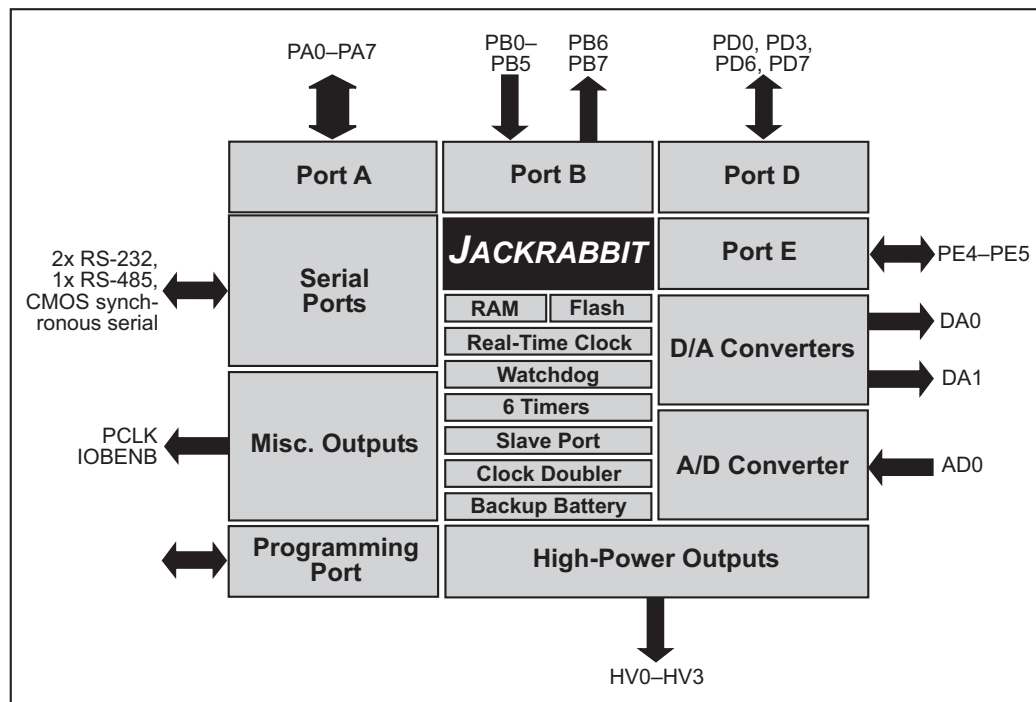 PA0–PA7
PB0–
PB5
PB6
PB7
PD0, PD3,
PD6, PD7
Port A
Port B
Port D
2x RS-232,
1x RS-485,
CMOS synch-
ronous serial
Serial
Ports
JACKRABBIT
Port E
PE4–PE5
RAM
Flash
Real-Time Clock
Watchdog
6 Timers
Slave Port
Clock Doubler
Backup Battery
D/A Converters
DA0
DA1
PCLK
IOBENB
Misc. Outputs
A/D Converter
AD0
Programming
Port
High-Power Outputs
HV0–HV3